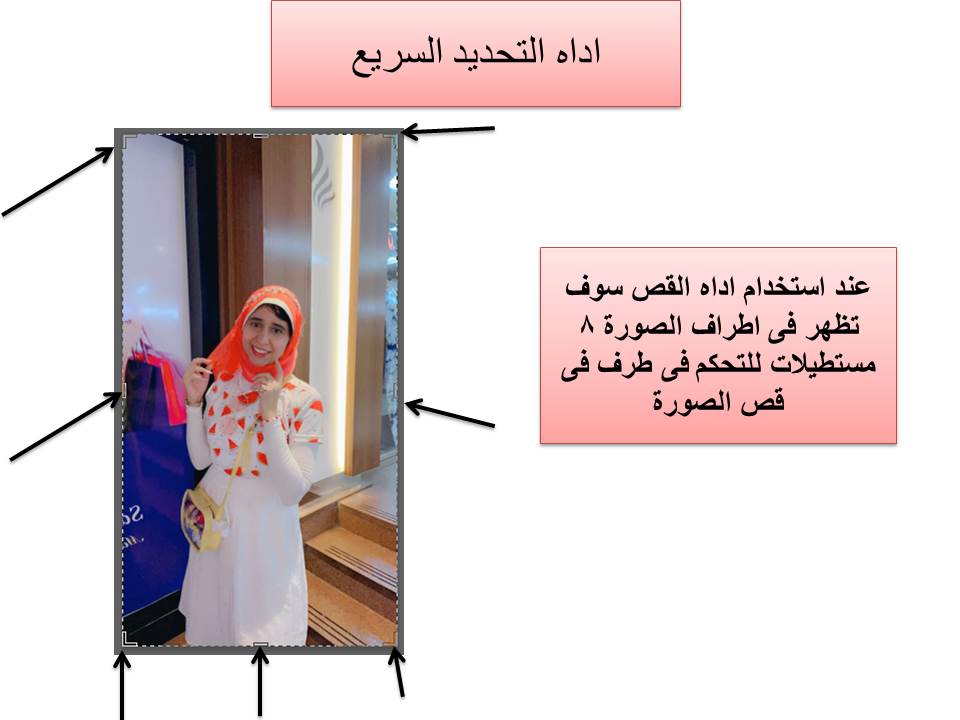 اداه التحديد السريع
عند استخدام اداه القص سوف
تظهر فى اطراف الصورة ٨
مستطيلات للتحكم فى طرف فى
قص الصورة